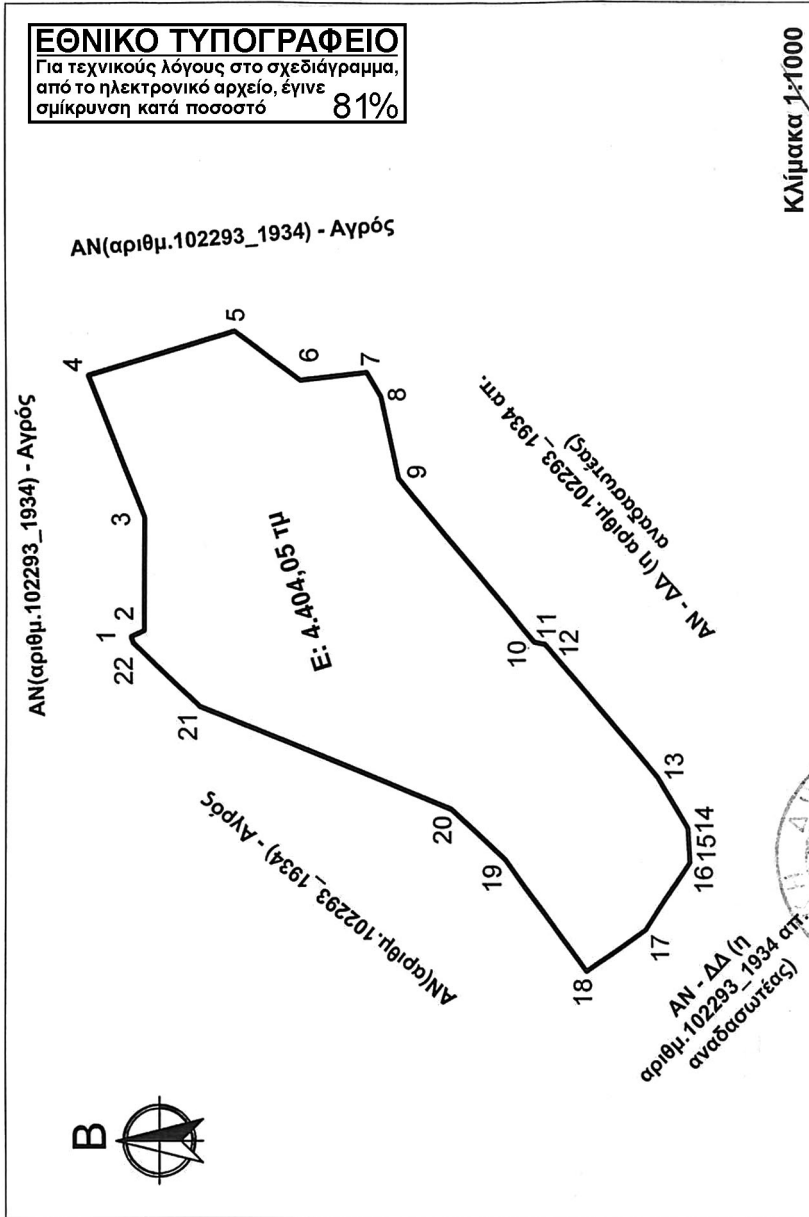 ΕΘΝΙΚΟ ΤΥΠΟΓΡΑΦΕΙΟ
Για τεχνικούς λόγους στο σχεδιάγραμμα,
από το ηλεκτρονικό αρχείο, έγινε
σμίκρυνση κατά ποσοστό 81%
Κλίμακα 1:1000
ΑΝ(αριθμ.102293_1934) - Αγρός
ΑΝ(αριθμ.102293_1934) - Αγρός
1
2
3
4
5
6
7
8
9
10
11
12
13
14
15
16
17
18
19
20
21
22
Ε: 4.404,05 τμ
ΑΝ - ΔΔ (η αριθμ.102293_1934 απ.
αναδασωτέας)
ΑΝ(αριθμ.102293_1934) - Αγρός
ΑΝ - ΔΔ (η
αριθμ.102293_1934 απ.
αναδασωτέας)
Β